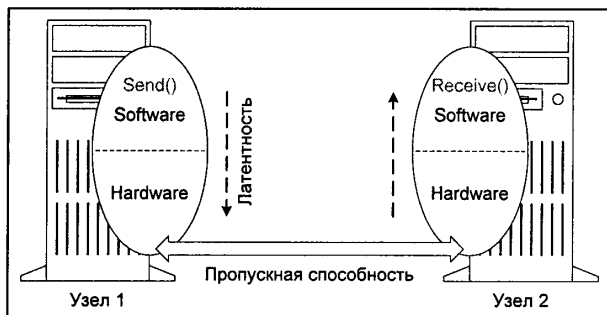 Send()
Software
Hardware
Латентность
Receive()
Software
Hardware
Пропускная способность
Узел 1
Узел 2